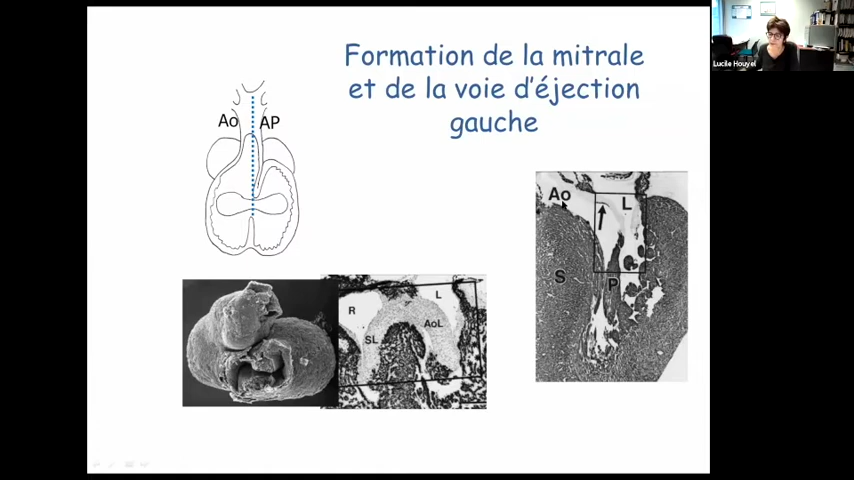 Formation de la mitrale
et de la voie d'éjection
gauche
Ao
AP
R
L
SL
AoL
Ao
L
S
P
Lucile Houyel